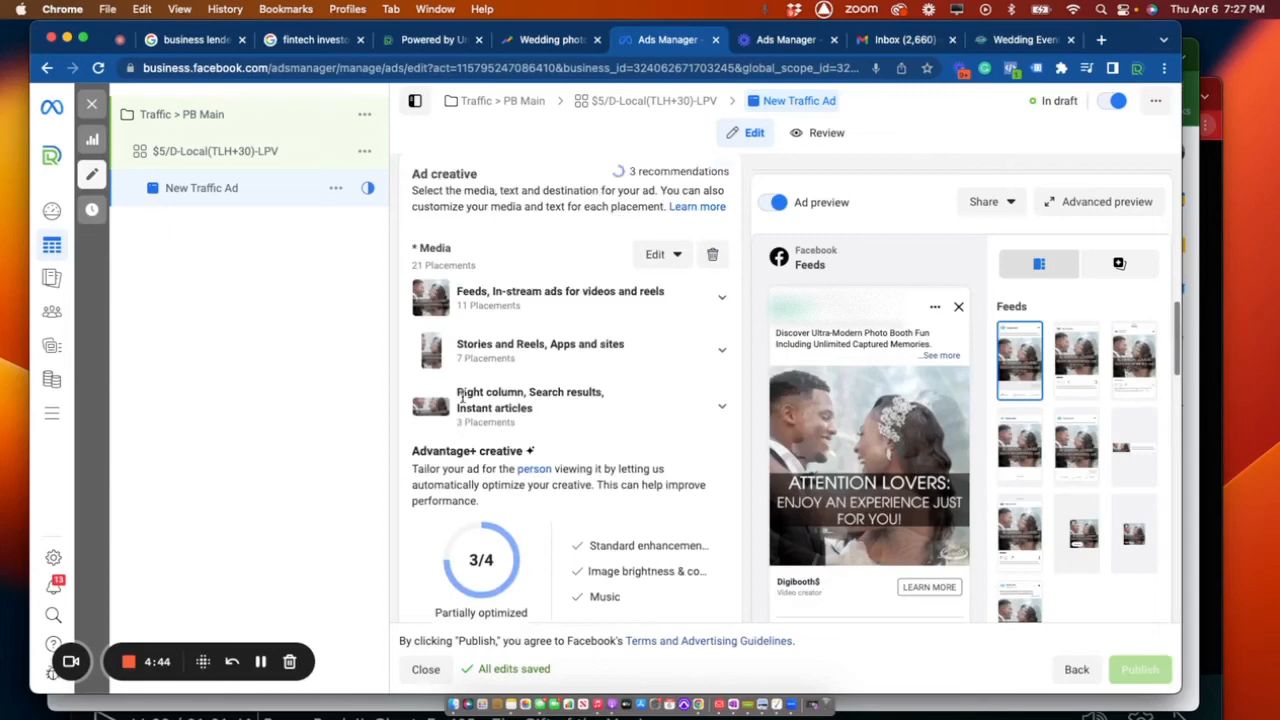 Chrome File Edit View History Bookmarks Profiles Tab Window Help zoom Thu Apr 6 7:27 PM
business lende fintech investo Powered by Un Wedding photo Ads Manager - Ads Manager - Inbox (2,660) Wedding Even
business.facebook.com/adsmanager/manage/ads/edit?act=115795247086410&business_id=324062671703245&global_scope_id=32...
Traffic > PB Main
$5/D-Local(TLH+30)-LPV
New Traffic Ad
Traffic > PB Main $5/D-Local(TLH+30)-LPV New Traffic Ad In draft
Edit Review
Ad creative 3 recommendations
Select the media, text and destination for your ad. You can also
customize your media and text for each placement. Learn more
* Media Edit
21 Placements
Feeds, In-stream ads for videos and reels
11 Placements
Stories and Reels, Apps and sites
7 Placements
Right column, Search results,
Instant articles
3 Placements
Advantage+ creative
Tailor your ad for the person viewing it by letting us
automatically optimize your creative. This can help improve
performance.
3/4
Partially optimized
Standard enhancemen...
Image brightness & co...
Music
Ad preview Share Advanced preview
Facebook
Feeds
Discover Ultra-Modern Photo Booth Fun
Including Unlimited Captured Memories.
...See more
ATTENTION LOVERS:
ENJOY AN EXPERIENCE JUST
FOR YOU!
Digibooth$
Video creator
LEARN MORE
Feeds
By clicking "Publish," you agree to Facebook's Terms and Advertising Guidelines.
Close All edits saved Back Publish
13
4:44